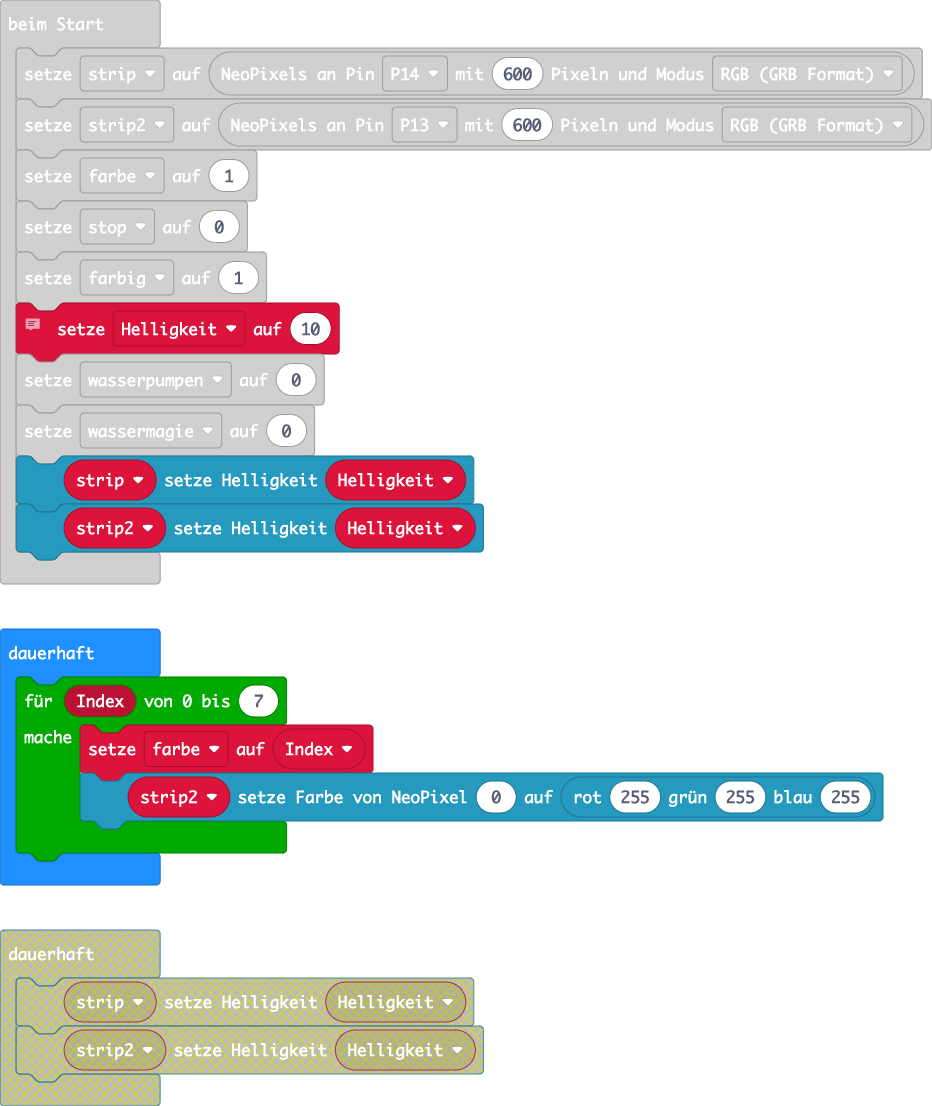 beim Start
setze strip auf NeoPixels an Pin P14 mit 600 Pixeln und Modus RGB (GRB Format)
setze strip2 auf NeoPixels an Pin P13 mit 600 Pixeln und Modus RGB (GRB Format)
setze farbe auf 1
setze stop auf 0
setze farbig auf 1
setze Helligkeit auf 10
setze wasserpumpen auf 0
setze wassermagie auf 0
strip setze Helligkeit Helligkeit
strip2 setze Helligkeit Helligkeit
dauerhaft
für Index von 0 bis 7
mache
setze farbe auf Index
strip2 setze Farbe von NeoPixel 0 auf rot 255 grün 255 blau 255
dauerhaft
strip setze Helligkeit Helligkeit
strip2 setze Helligkeit Helligkeit